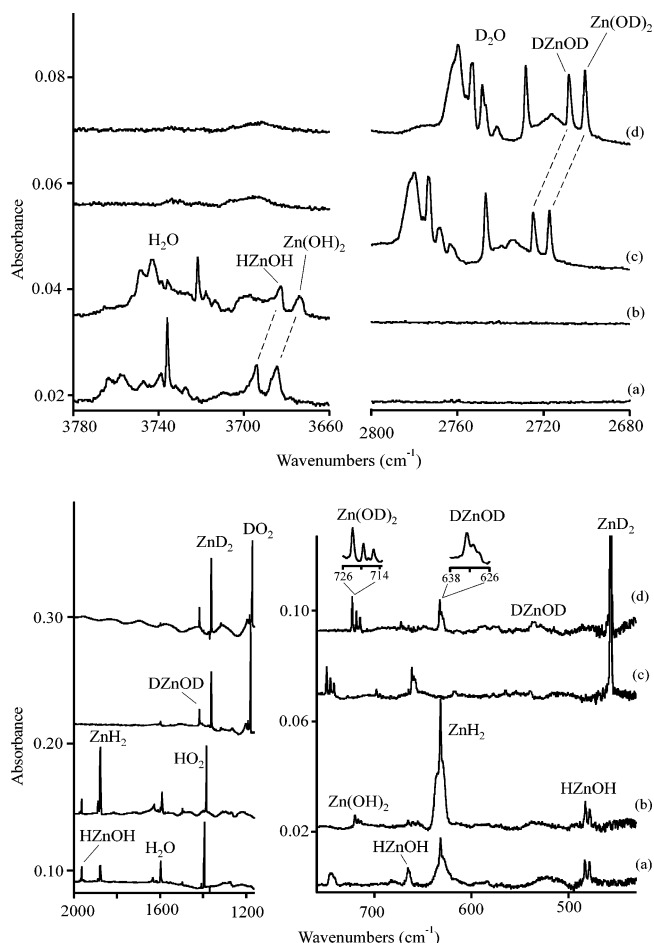 D₂O
DZnOD
Zn(OD)₂
0.08
(d)
0.06
Absorbance
H₂O
HZnOH
Zn(OH)₂
(c)
0.04
(b)
0.02
(a)
3780 3740 3700 3660
2800 2760 2720 2680
Wavenumbers (cm⁻¹)
ZnD₂
DO₂
Zn(OD)₂
DZnOD
ZnD₂
726 714
638 626
0.30
0.10
DZnOD
(d)
DZnOD
(c)
0.20
0.06
Absorbance
ZnH₂
HO₂
ZnH₂
Zn(OH)₂
HZnOH
(b)
0.02
HZnOH
H₂O
HZnOH
(a)
0.10
2000 1600 1200
700 600 500
Wavenumbers (cm⁻¹)